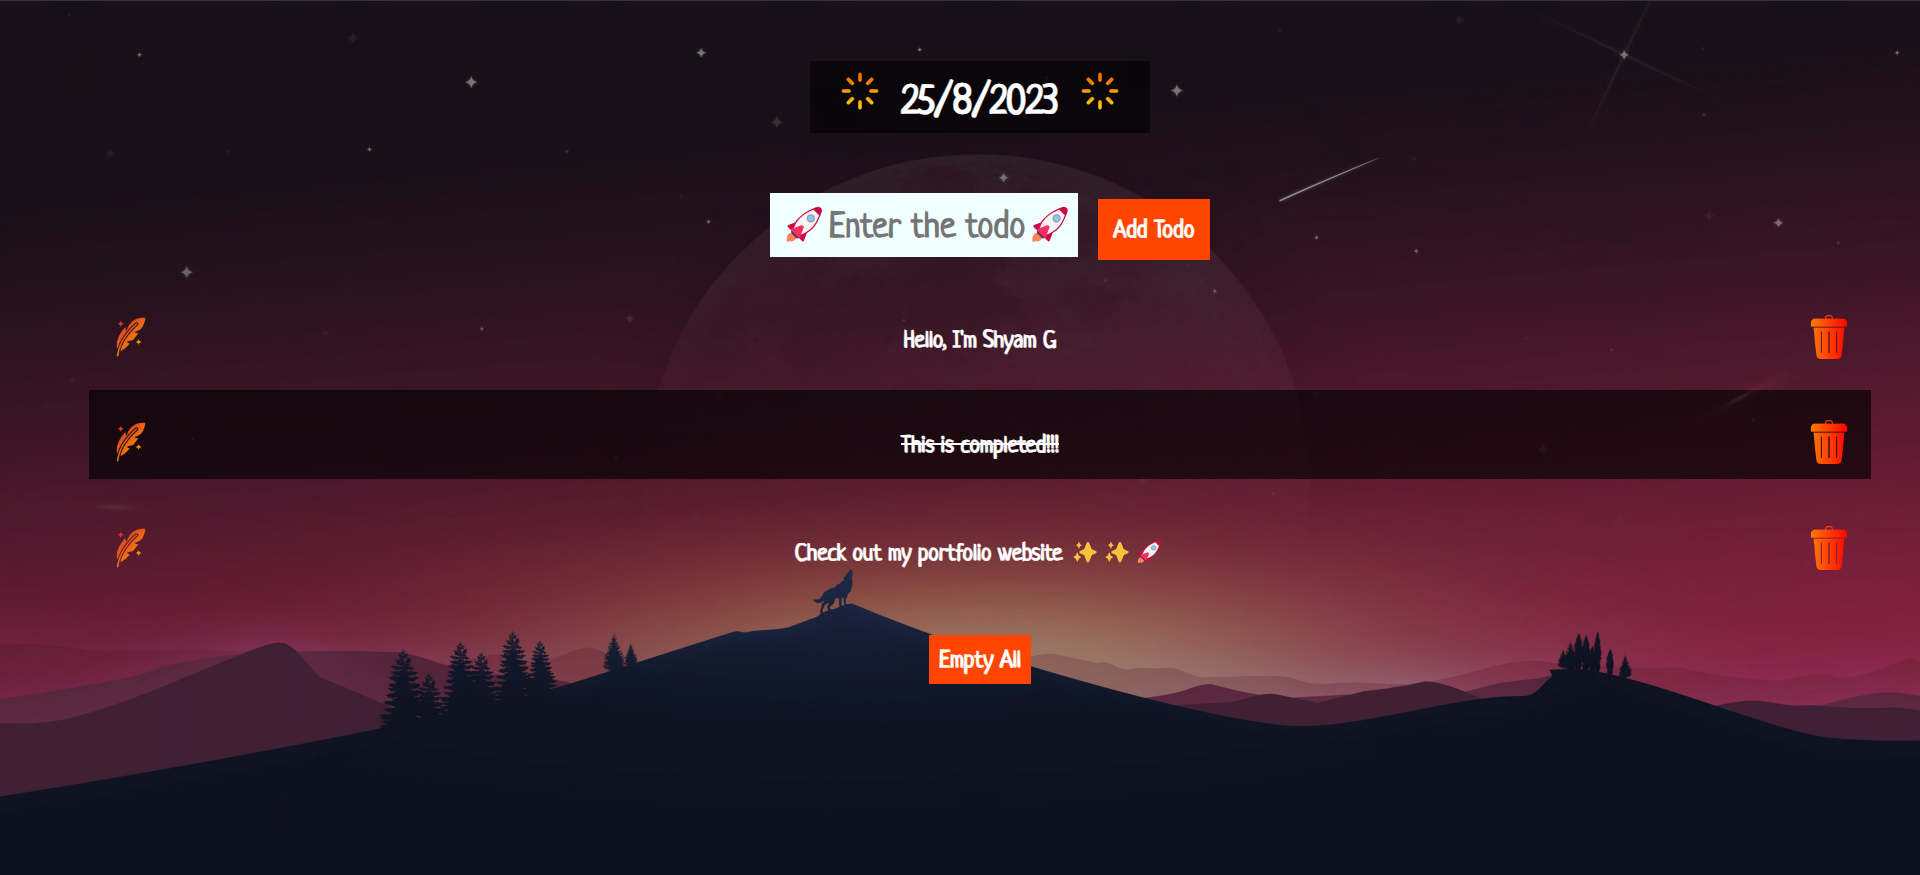 25/8/2023
🚀Enter the todo🚀
Add Todo
Hello, I'm Shyam G
This is completed!!!
Check out my portfolio website ✨ ✨ 🚀
Empty All